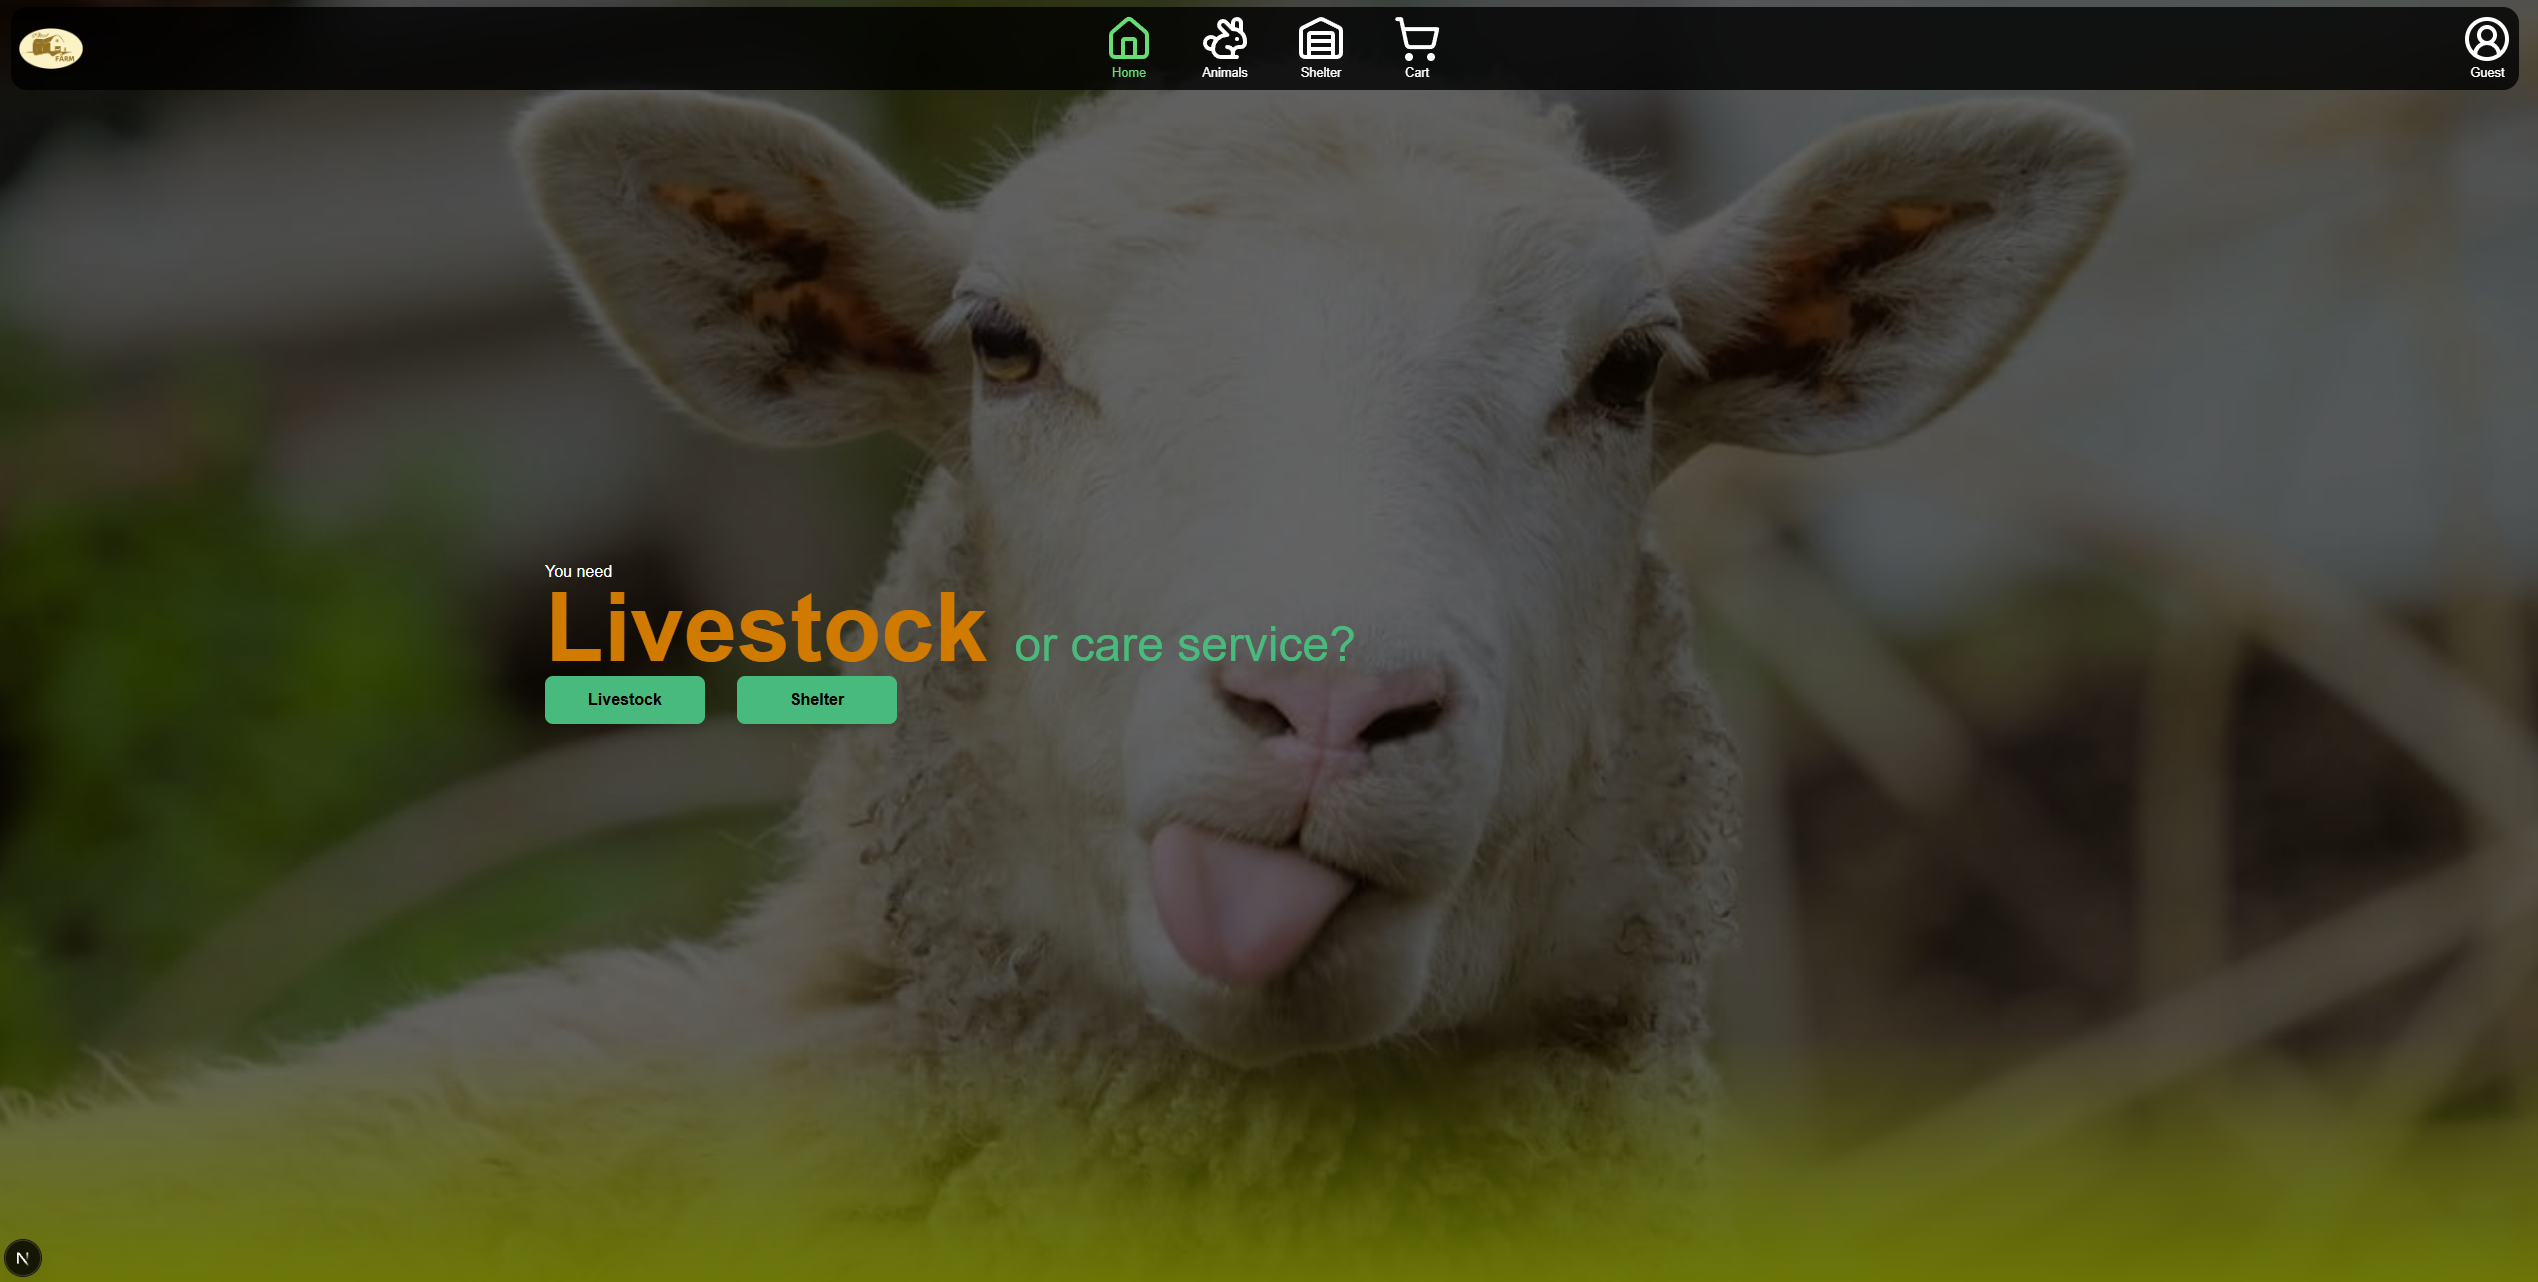 FARM
Home
Animals
Shelter
Cart
Guest
You need
Livestock or care service?
Livestock
Shelter
N